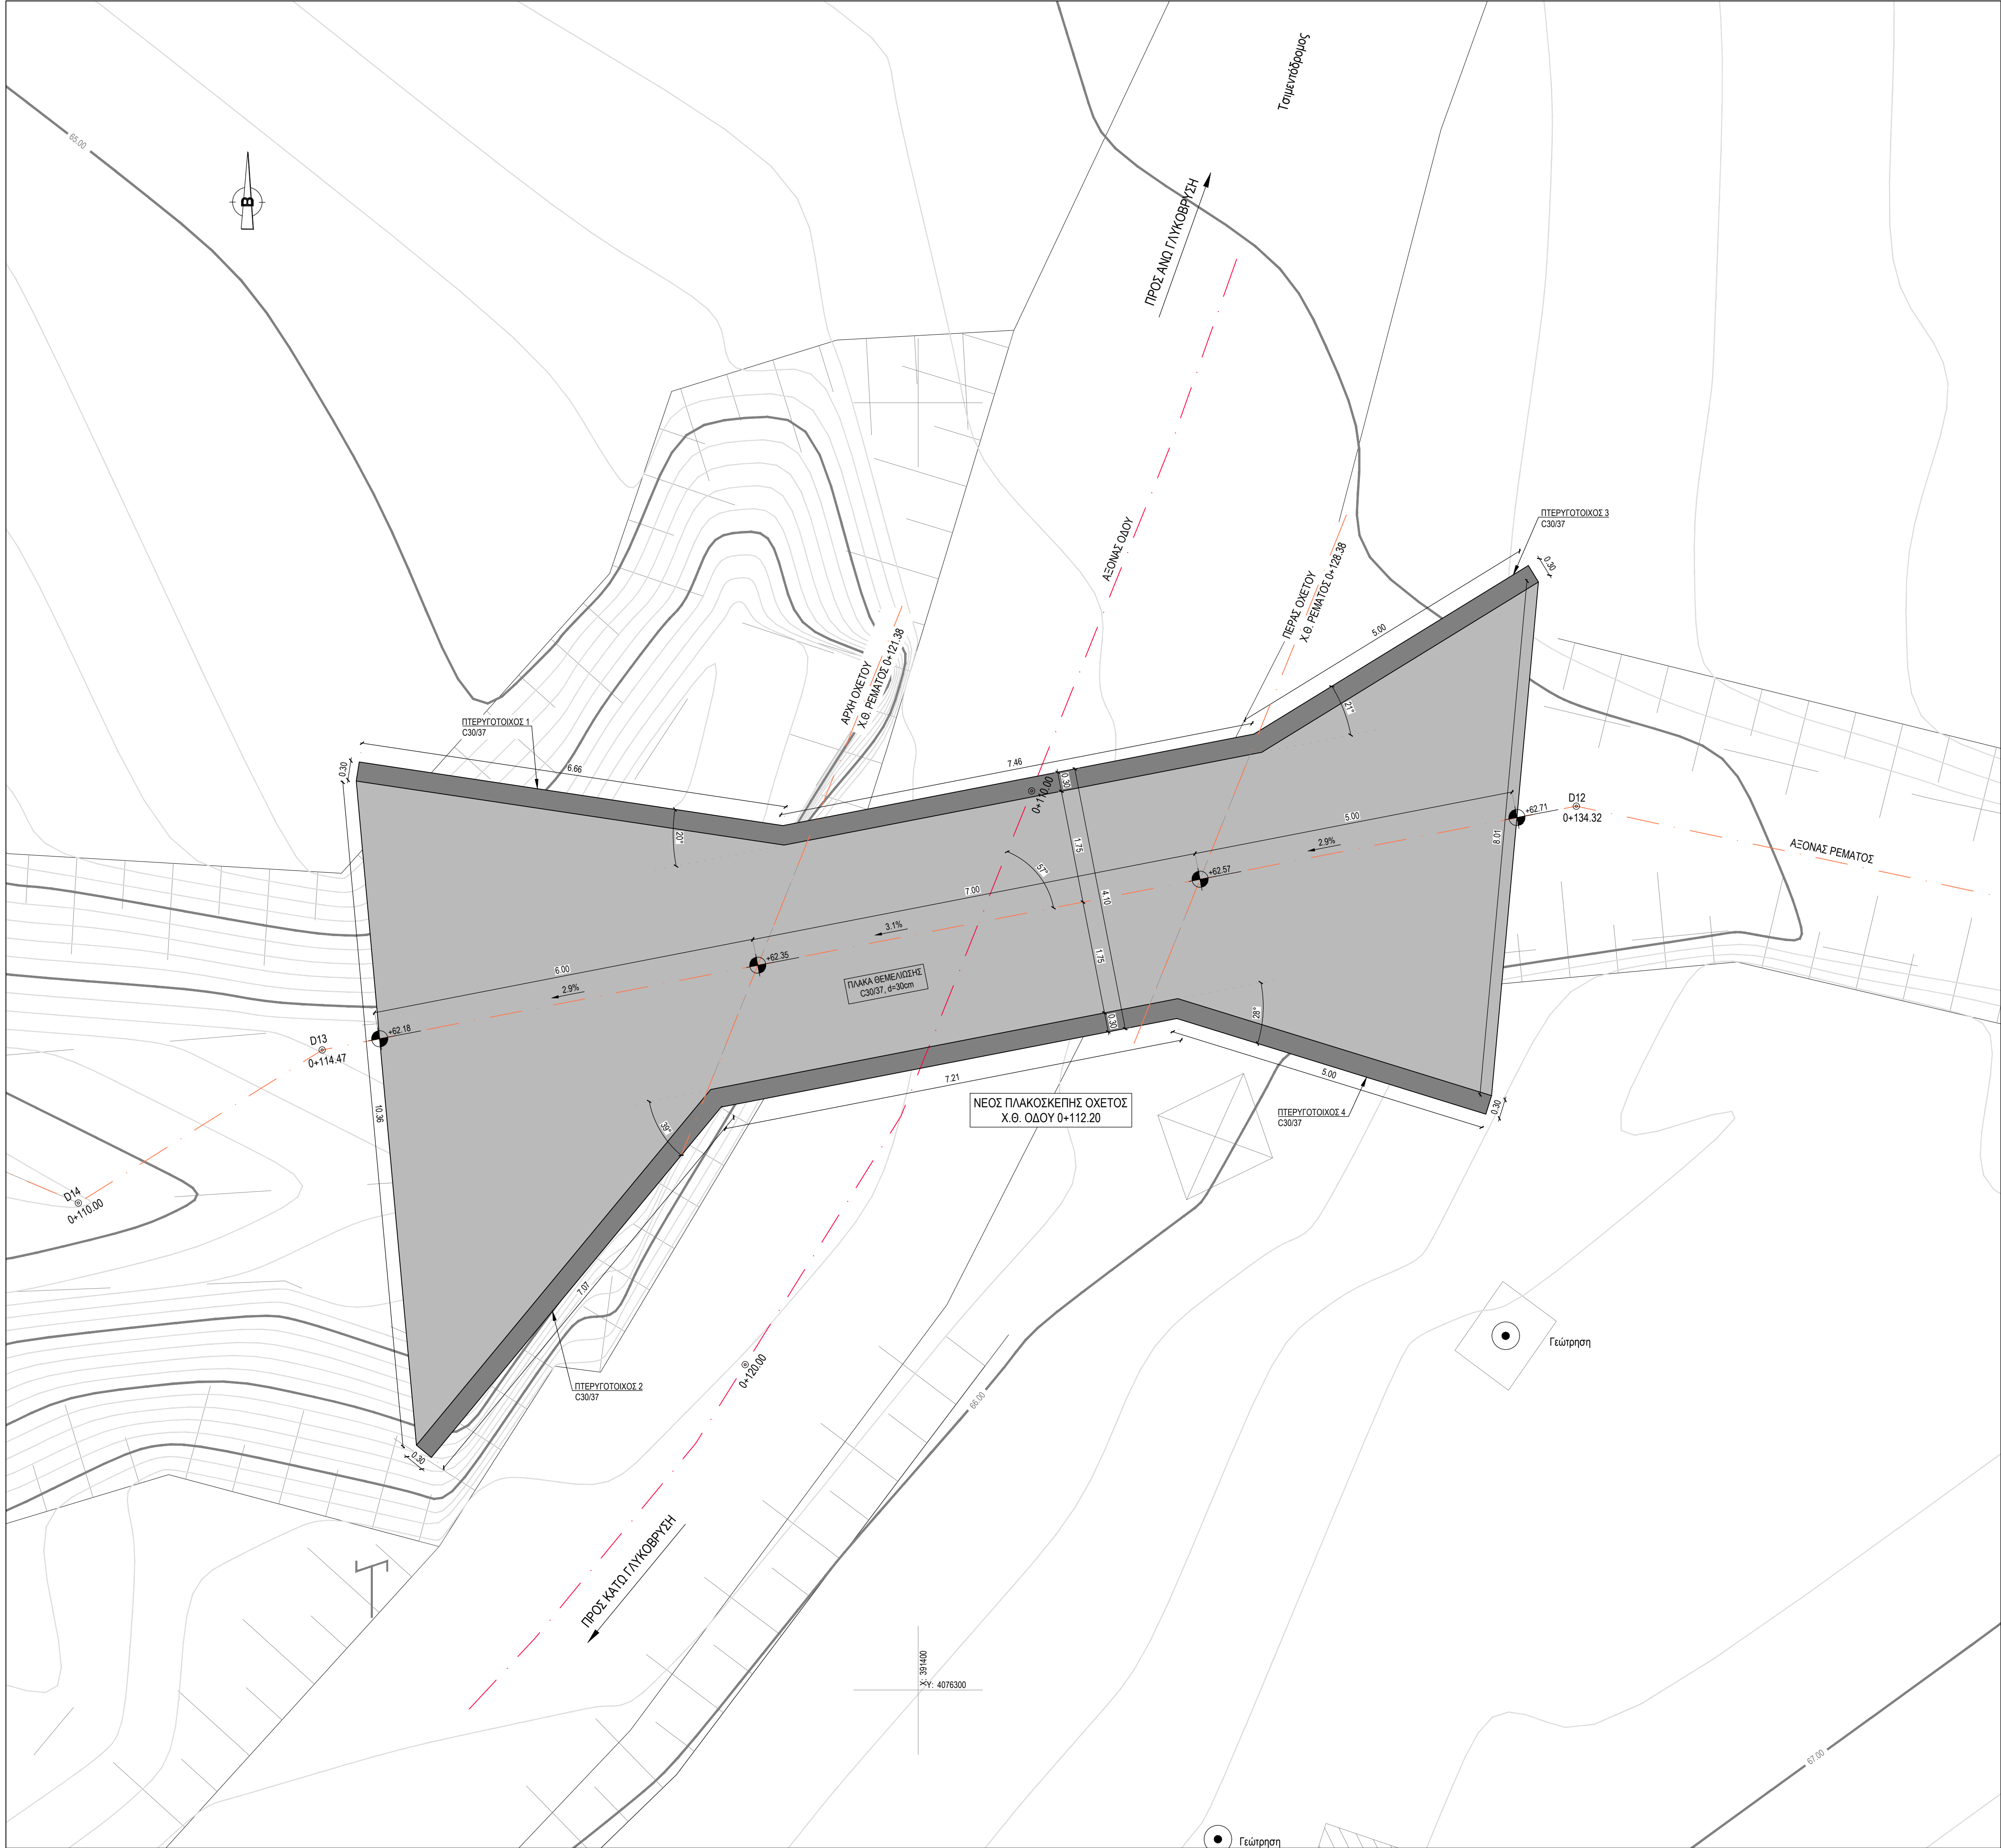 Τσιμεντόδρομος
65.00
Β
ΠΡΟΣ ΑΝΩ ΓΛΥΚΟΒΡΥΣΗ
ΠΤΕΡΥΓΟΤΟΙΧΟΣ 3
C30/37
0.30
ΑΞΟΝΑΣ ΟΔΟΥ
ΠΕΡΑΣ ΟΧΕΤΟΥ
Χ.Θ. ΡΕΜΑΤΟΣ 0+128.38
5.00
ΑΡΧΗ ΟΧΕΤΟΥ
Χ.Θ. ΡΕΜΑΤΟΣ 0+121.38
21°
ΠΤΕΡΥΓΟΤΟΙΧΟΣ 1
C30/37
0.30
6.66
7.46
0+110.00
0.30
20°
D12
0+134.32
+62.71
5.00
2.9%
8.01
ΑΞΟΝΑΣ ΡΕΜΑΤΟΣ
1.75
57°
+62.57
7.00
4.10
3.1%
1.75
+62.35
6.00
2.9%
ΠΛΑΚΑ ΘΕΜΕΛΙΩΣΗΣ
C30/37, d=30cm
0.30
28°
+62.18
D13
0+114.47
7.21
5.00
10.36
39°
ΝΕΟΣ ΠΛΑΚΟΣΚΕΠΗΣ ΟΧΕΤΟΣ
Χ.Θ. ΟΔΟΥ 0+112.20
ΠΤΕΡΥΓΟΤΟΙΧΟΣ 4
C30/37
0.30
D14
0+110.00
7.07
Γεώτρηση
0+120.00
ΠΤΕΡΥΓΟΤΟΙΧΟΣ 2
C30/37
66.00
0.30
ΠΡΟΣ ΚΑΤΩ ΓΛΥΚΟΒΡΥΣΗ
X: 391400
Y: 4076300
67.00
Γεώτρηση